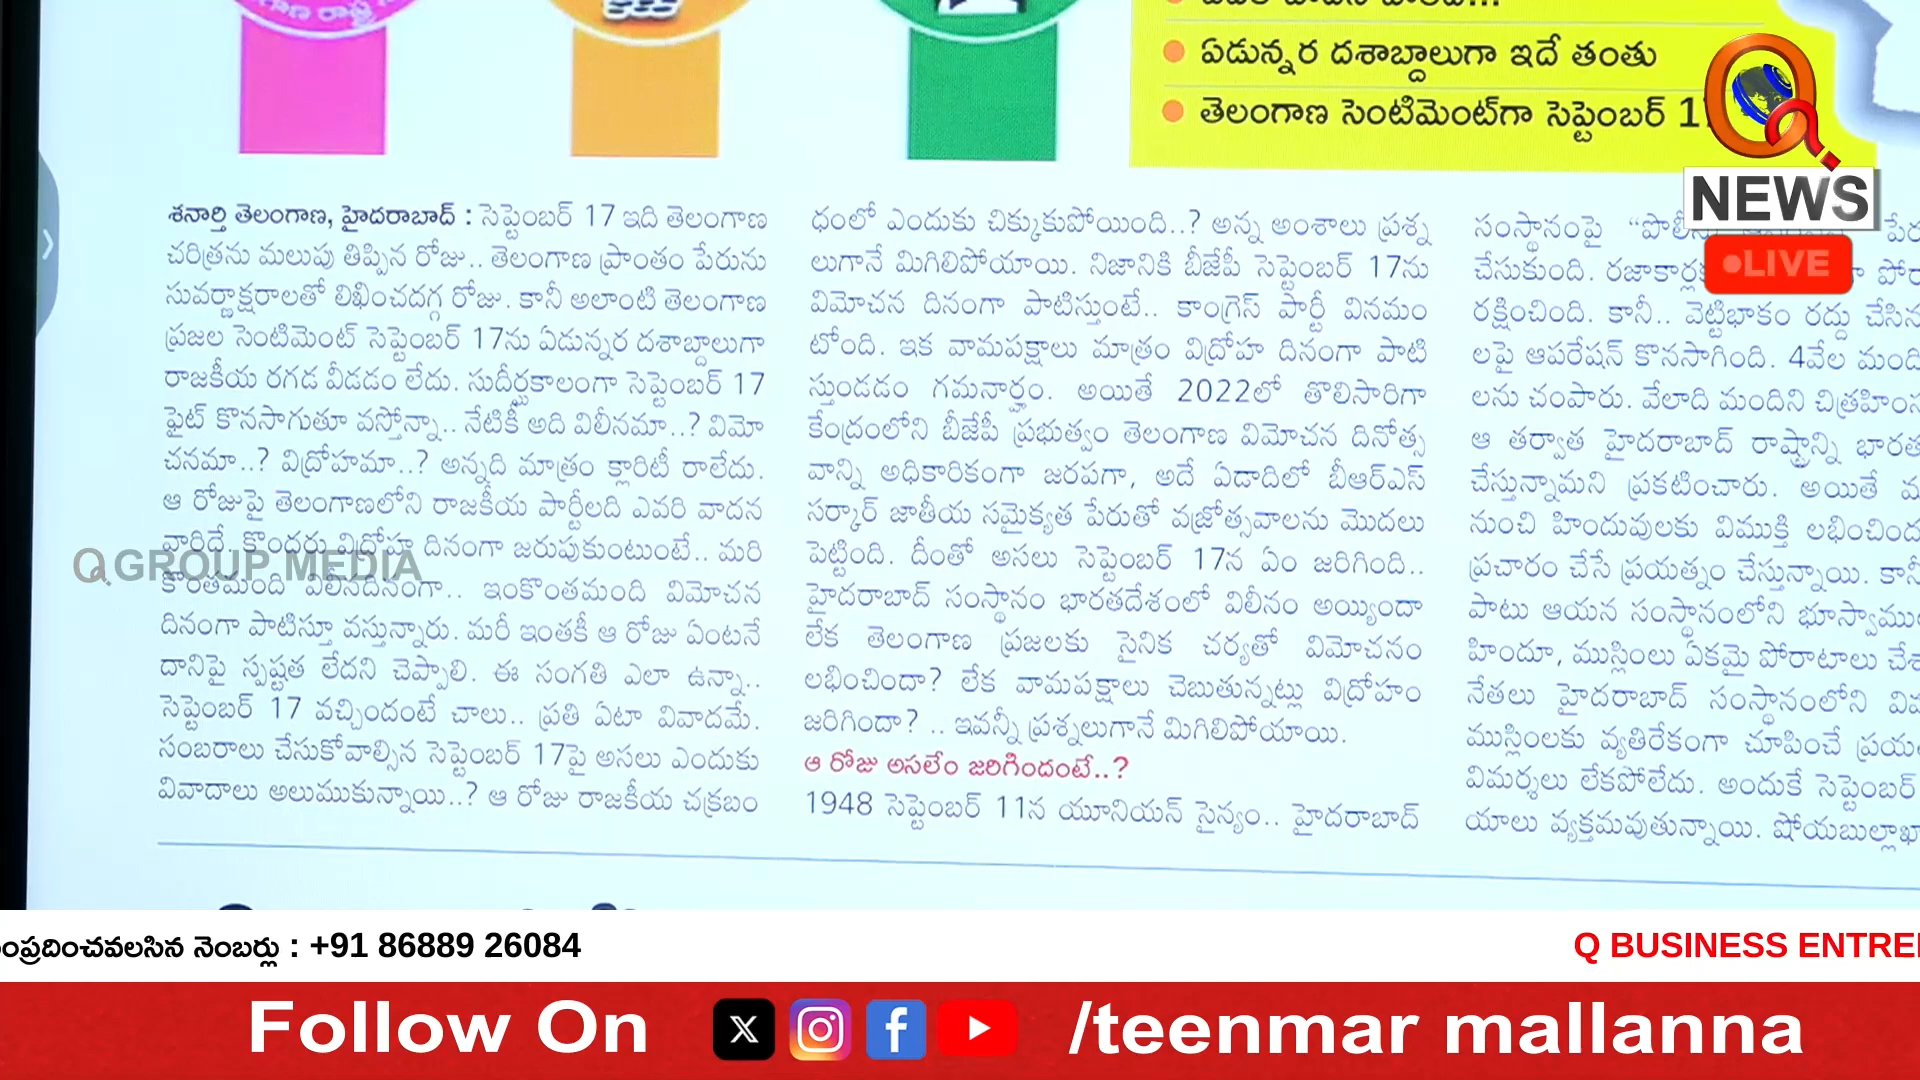 ఏడున్నర దశాబ్దాలుగా ఇదే తంతు
తెలంగాణ సెంటిమెంట్‌గా సెప్టెంబర్ 1
Q
NEWS
LIVE
శనార్తి తెలంగాణ, హైదరాబాద్ : సెప్టెంబర్ 17 ఇది తెలంగాణ
చరిత్రను మలుపు తిప్పిన రోజు.. తెలంగాణ ప్రాంతం పేరును
సువర్ణాక్షరాలతో లిఖించదగ్గ రోజు. కానీ అలాంటి తెలంగాణ
ప్రజల సెంటిమెంట్ సెప్టెంబర్ 17ను ఏడున్నర దశాబ్దాలుగా
రాజకీయ రగడ వీడడం లేదు. సుదీర్ఘకాలంగా సెప్టెంబర్ 17
ఫైట్ కొనసాగుతూ వస్తోన్నా.. నేటికీ అది విలీనమా..? విమో
చనమా..? విద్రోహమా..? అన్నది మాత్రం క్లారిటీ రాలేదు.
ఆ రోజుపై తెలంగాణలోని రాజకీయ పార్టీలది ఎవరి వాదన
వారిదే. కొందరు విద్రోహ దినంగా జరుపుకుంటుంటే.. మరి
కొంతమంది విలీనదినంగా.. ఇంకొంతమంది విమోచన
దినంగా పాటిస్తూ వస్తున్నారు. మరీ ఇంతకీ ఆ రోజు ఏంటనే
దానిపై స్పష్టత లేదని చెప్పాలి. ఈ సంగతి ఎలా ఉన్నా..
సెప్టెంబర్ 17 వచ్చిందంటే చాలు.. ప్రతి ఏటా వివాదమే.
సంబరాలు చేసుకోవాల్సిన సెప్టెంబర్ 17పై అసలు ఎందుకు
వివాదాలు అలుముకున్నాయి..? ఆ రోజు రాజకీయ చక్రబం
ధంలో ఎందుకు చిక్కుకుపోయింది..? అన్న అంశాలు ప్రశ్న
లుగానే మిగిలిపోయాయి. నిజానికి బీజేపీ సెప్టెంబర్ 17ను
విమోచన దినంగా పాటిస్తుంటే.. కాంగ్రెస్ పార్టీ వినమం
టోంది. ఇక వామపక్షాలు మాత్రం విద్రోహ దినంగా పాటి
స్తుండడం గమనార్హం. అయితే 2022లో తొలిసారిగా
కేంద్రంలోని బీజేపీ ప్రభుత్వం తెలంగాణ విమోచన దినోత్స
వాన్ని అధికారికంగా జరపగా, అదే ఏడాదిలో బీఆర్ఎస్
సర్కార్ జాతీయ సమైక్యత పేరుతో వజ్రోత్సవాలను మొదలు
పెట్టింది. దీంతో అసలు సెప్టెంబర్ 17న ఏం జరిగింది..
హైదరాబాద్ సంస్థానం భారతదేశంలో విలీనం అయ్యిందా
లేక తెలంగాణ ప్రజలకు సైనిక చర్యతో విమోచనం
లభించిందా? లేక వామపక్షాలు చెబుతున్నట్లు విద్రోహం
జరిగిందా? .. ఇవన్నీ ప్రశ్నలుగానే మిగిలిపోయాయి.
ఆ రోజు అసలేం జరిగిందంటే..?
1948 సెప్టెంబర్ 11న యూనియన్ సైన్యం.. హైదరాబాద్
సంస్థానంపై
చేసుకుంది.
రక్షించింది. కానీ.. వెట్టిభాకం రద్దు చేసిన
లపై ఆపరేషన్ కొనసాగింది. 4వేల మంది
లను చంపారు. వేలాది మందిని చిత్రహింస
ఆ తర్వాత హైదరాబాద్ రాష్ట్రాన్ని భారత
చేస్తున్నామని ప్రకటించారు. అయితే
నుంచి హిందువులకు విముక్తి లభించింద
ప్రచారం చేసే ప్రయత్నం చేస్తున్నాయి. కానీ
పాటు ఆయన సంస్థానంలోని భూస్వాము
హిందూ, ముస్లింలు ఏకమై పోరాటాలు చేశ
నేతలు హైదరాబాద్ సంస్థానంలోని
ముస్లింలకు వ్యతిరేకంగా చూపించే ప్రయ
విమర్శలు లేకపోలేదు. అందుకే సెప్టెంబర్
యాలు వ్యక్తమవుతున్నాయి. షోయబుల్లాఖా
Q GROUP MEDIA
ంప్రదించవలసిన నెంబర్లు : +91 86889 26084
Q BUSINESS ENTRE
Follow On /teenmar mallanna